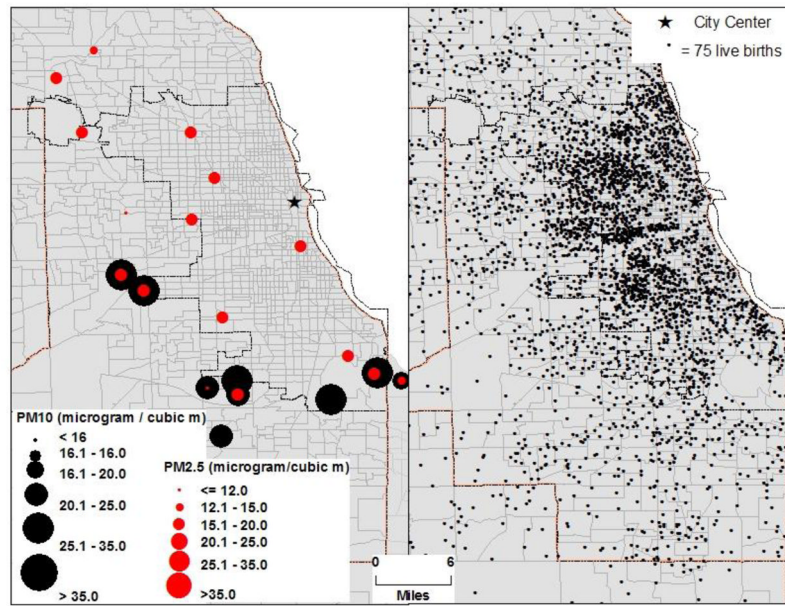 City Center
= 75 live births
PM10 (microgram / cubic m)
< 16
16.1 - 16.0
16.1 - 20.0
20.1 - 25.0
25.1 - 35.0
> 35.0
PM2.5 (microgram/cubic m)
<= 12.0
12.1 - 15.0
15.1 - 20.0
20.1 - 25.0
25.1 - 35.0
>35.0
0 6
Miles